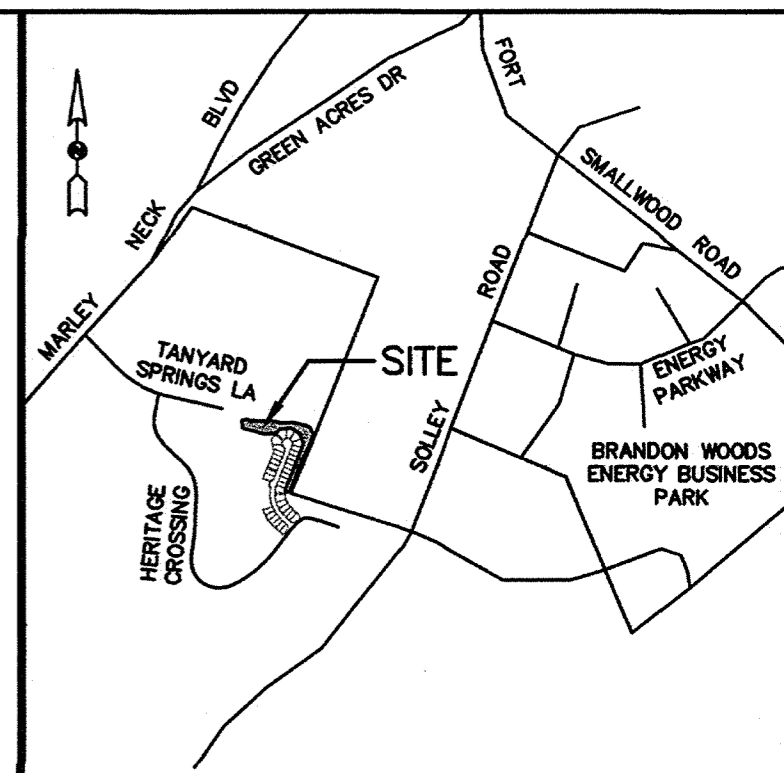 FORT
SMALLWOOD ROAD
BLVD
GREEN ACRES DR
NECK
MARLEY
TANYARD
SPRINGS LA
SITE
ROAD
SOLLEY
ENERGY
PARKWAY
BRANDON WOODS
ENERGY BUSINESS
PARK
HERITAGE
CROSSING